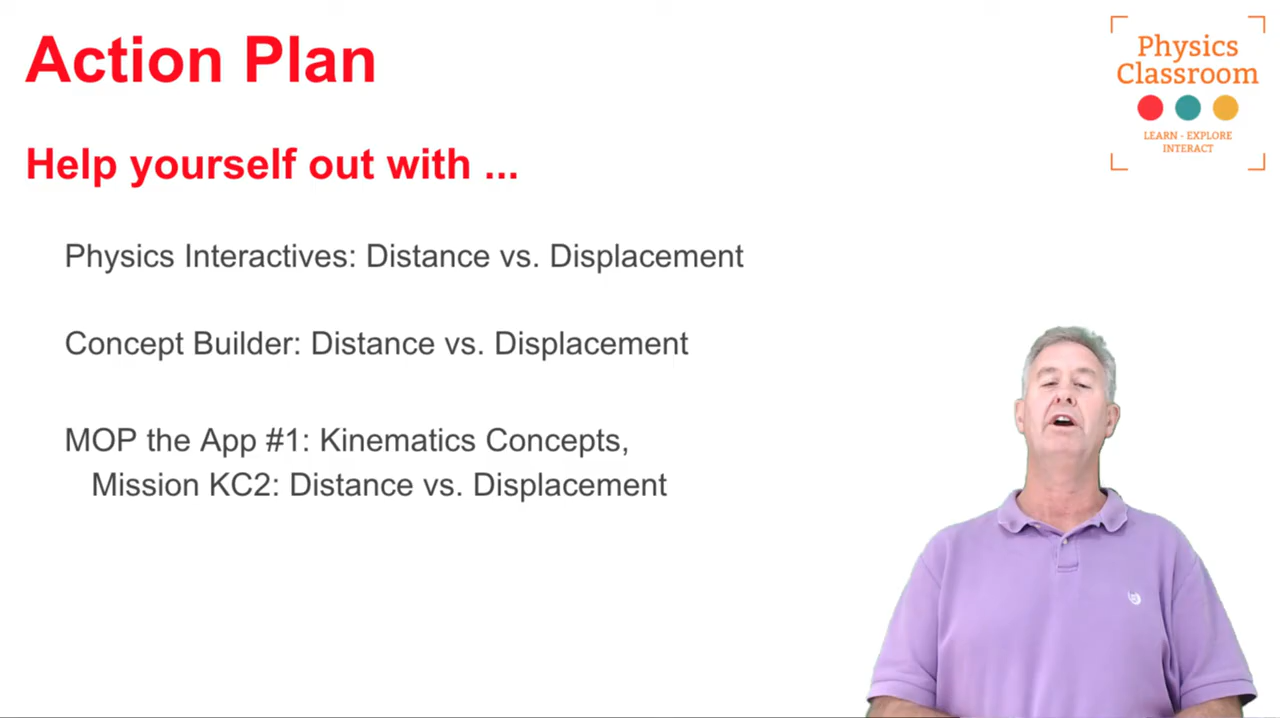 Action Plan
Physics
Classroom
LEARN - EXPLORE
INTERACT
Help yourself out with ...
Physics Interactives: Distance vs. Displacement
Concept Builder: Distance vs. Displacement
MOP the App #1: Kinematics Concepts,
Mission KC2: Distance vs. Displacement